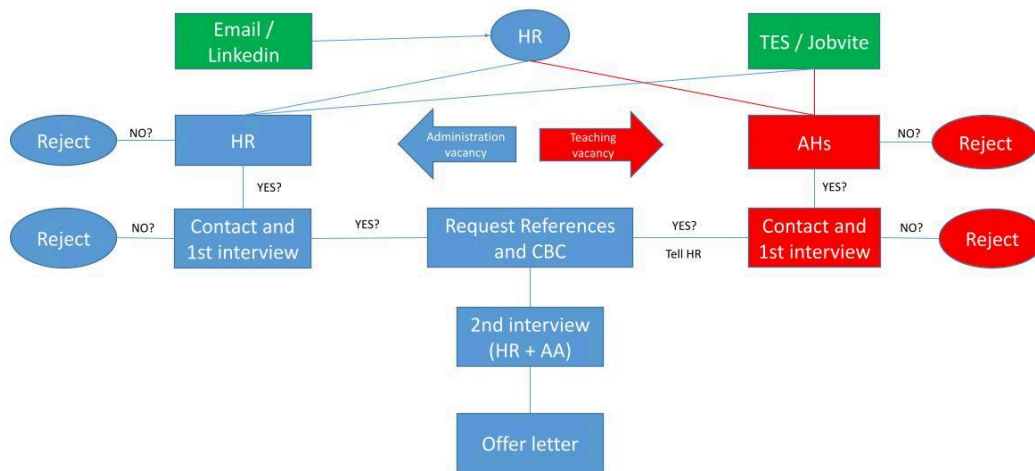 Email /
Linkedin
HR
TES / Jobvite
Reject
NO?
HR
Administration
vacancy
Teaching
vacancy
AHs
NO?
Reject
YES?
YES?
Reject
NO?
Contact and
1st interview
YES?
Request References
and CBC
YES?
Tell HR
Contact and
1st interview
NO?
Reject
2nd interview
(HR + AA)
Offer letter